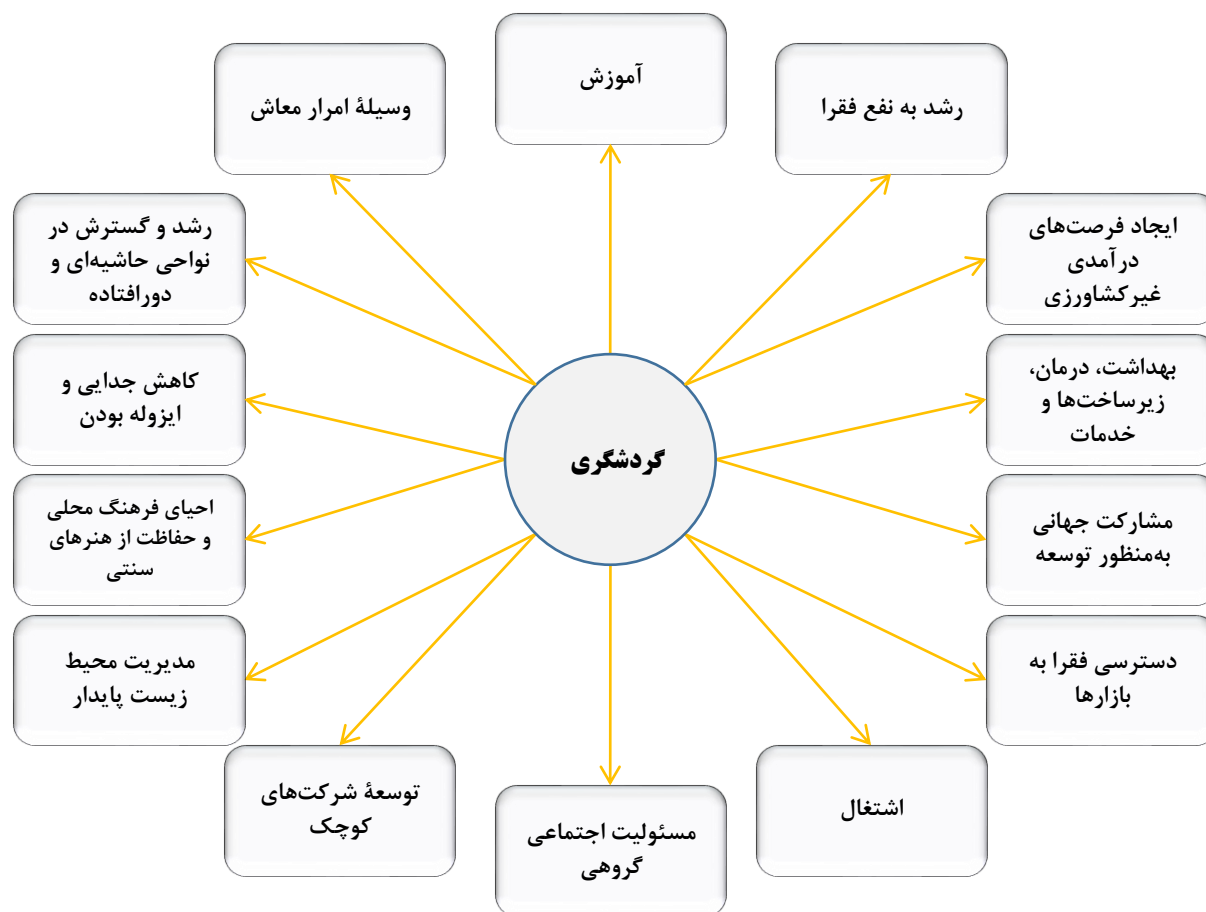 آموزش
رشد به نفع فقرا
وسیلهٔ امرار معاش
ایجاد فرصت‌های
درآمدی
غیرکشاورزی
رشد و گسترش در
نواحی حاشیه‌ای و
دورافتاده
بهداشت، درمان،
زیرساخت‌ها و
خدمات
کاهش جدایی و
ایزوله بودن
گردشگری
مشارکت جهانی
به‌منظور توسعه
احیای فرهنگ محلی
و حفاظت از هنرهای
سنتی
دسترسی فقرا به
بازارها
مدیریت محیط
زیست پایدار
اشتغال
توسعهٔ شرکت‌های
کوچک
مسئولیت اجتماعی
گروهی